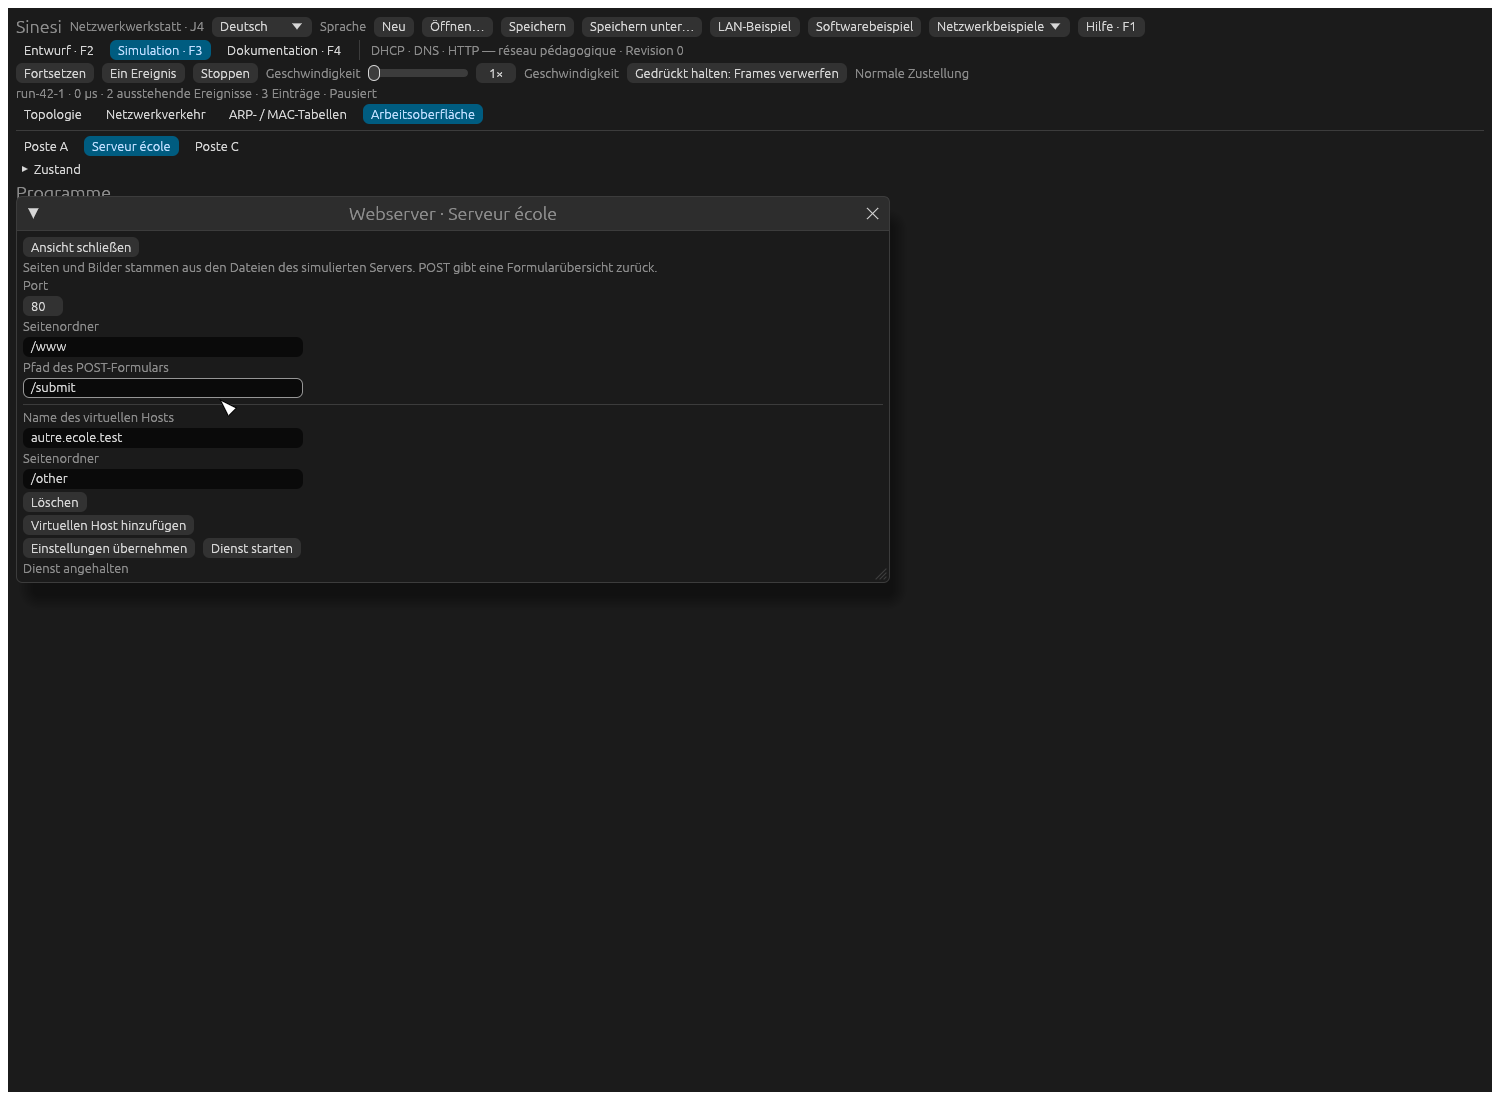 Sinesi Netzwerkwerkstatt · J4 Deutsch Sprache Neu Öffnen... Speichern Speichern unter... LAN-Beispiel Softwarebeispiel Netzwerkbeispiele Hilfe · F1
Entwurf · F2 Simulation · F3 Dokumentation · F4 DHCP · DNS · HTTP — réseau pédagogique · Revision 0
Fortsetzen Ein Ereignis Stoppen Geschwindigkeit 1× Geschwindigkeit Gedrückt halten: Frames verwerfen Normale Zustellung
run-42-1 · 0 µs · 2 ausstehende Ereignisse · 3 Einträge · Pausiert
Topologie Netzwerkverkehr ARP- / MAC-Tabellen Arbeitsoberfläche
Poste A Serveur école Poste C
Zustand
Programme
Webserver · Serveur école
Ansicht schließen
Seiten und Bilder stammen aus den Dateien des simulierten Servers. POST gibt eine Formularübersicht zurück.
Port
80
Seitenordner
/www
Pfad des POST-Formulars
/submit
Name des virtuellen Hosts
autre.ecole.test
Seitenordner
/other
Löschen
Virtuellen Host hinzufügen
Einstellungen übernehmen Dienst starten
Dienst angehalten